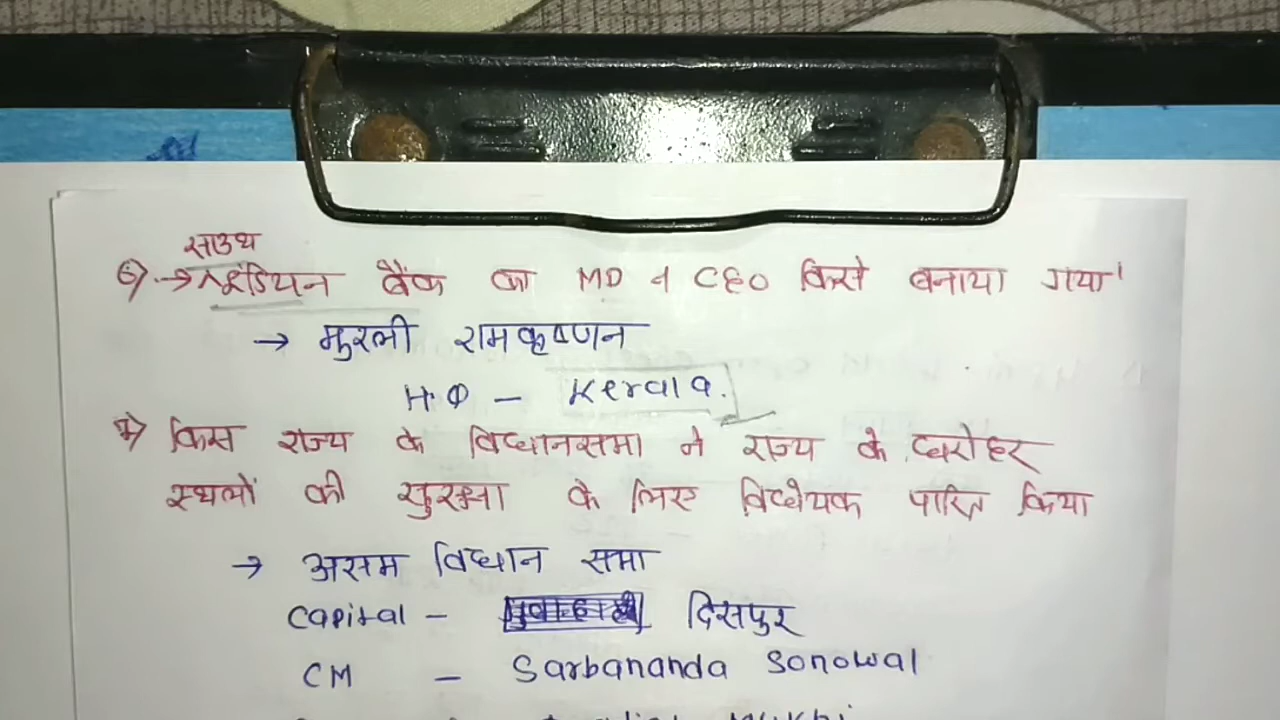 साउथ
6) → इंडियन बैंक का MD व CEO किसे बनाया गया
→ मुरली रामकृष्णन
H.Q - Kerala.
7) किस राज्य के विधानसभा ने राज्य के धरोहर
स्थलों की सुरक्षा के लिए विधेयक पारित किया
→ असम विधान सभा
Capital - दिसपुर
CM - Sarbananda Sonowal